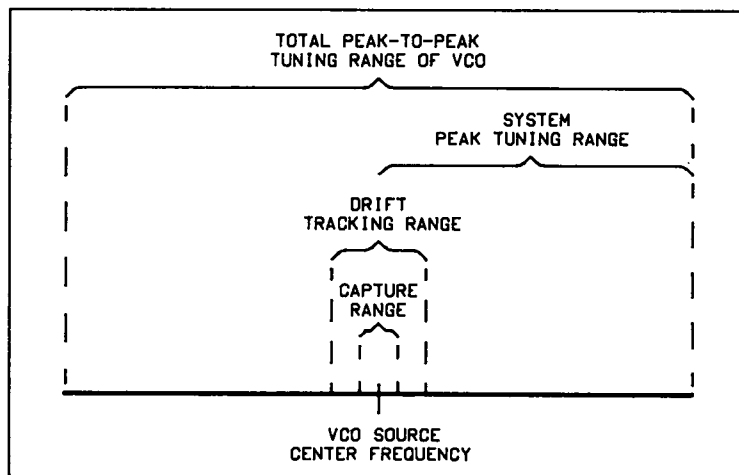 TOTAL PEAK-TO-PEAK
TUNING RANGE OF VCO
SYSTEM
PEAK TUNING RANGE
DRIFT
TRACKING RANGE
CAPTURE
RANGE
VCO SOURCE
CENTER FREQUENCY